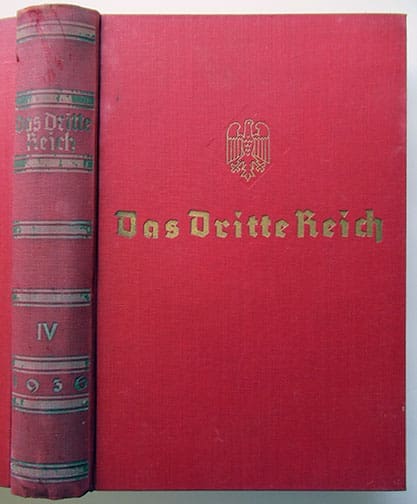 Das Dritte
Reich
IV
1936
Das Dritte Reich